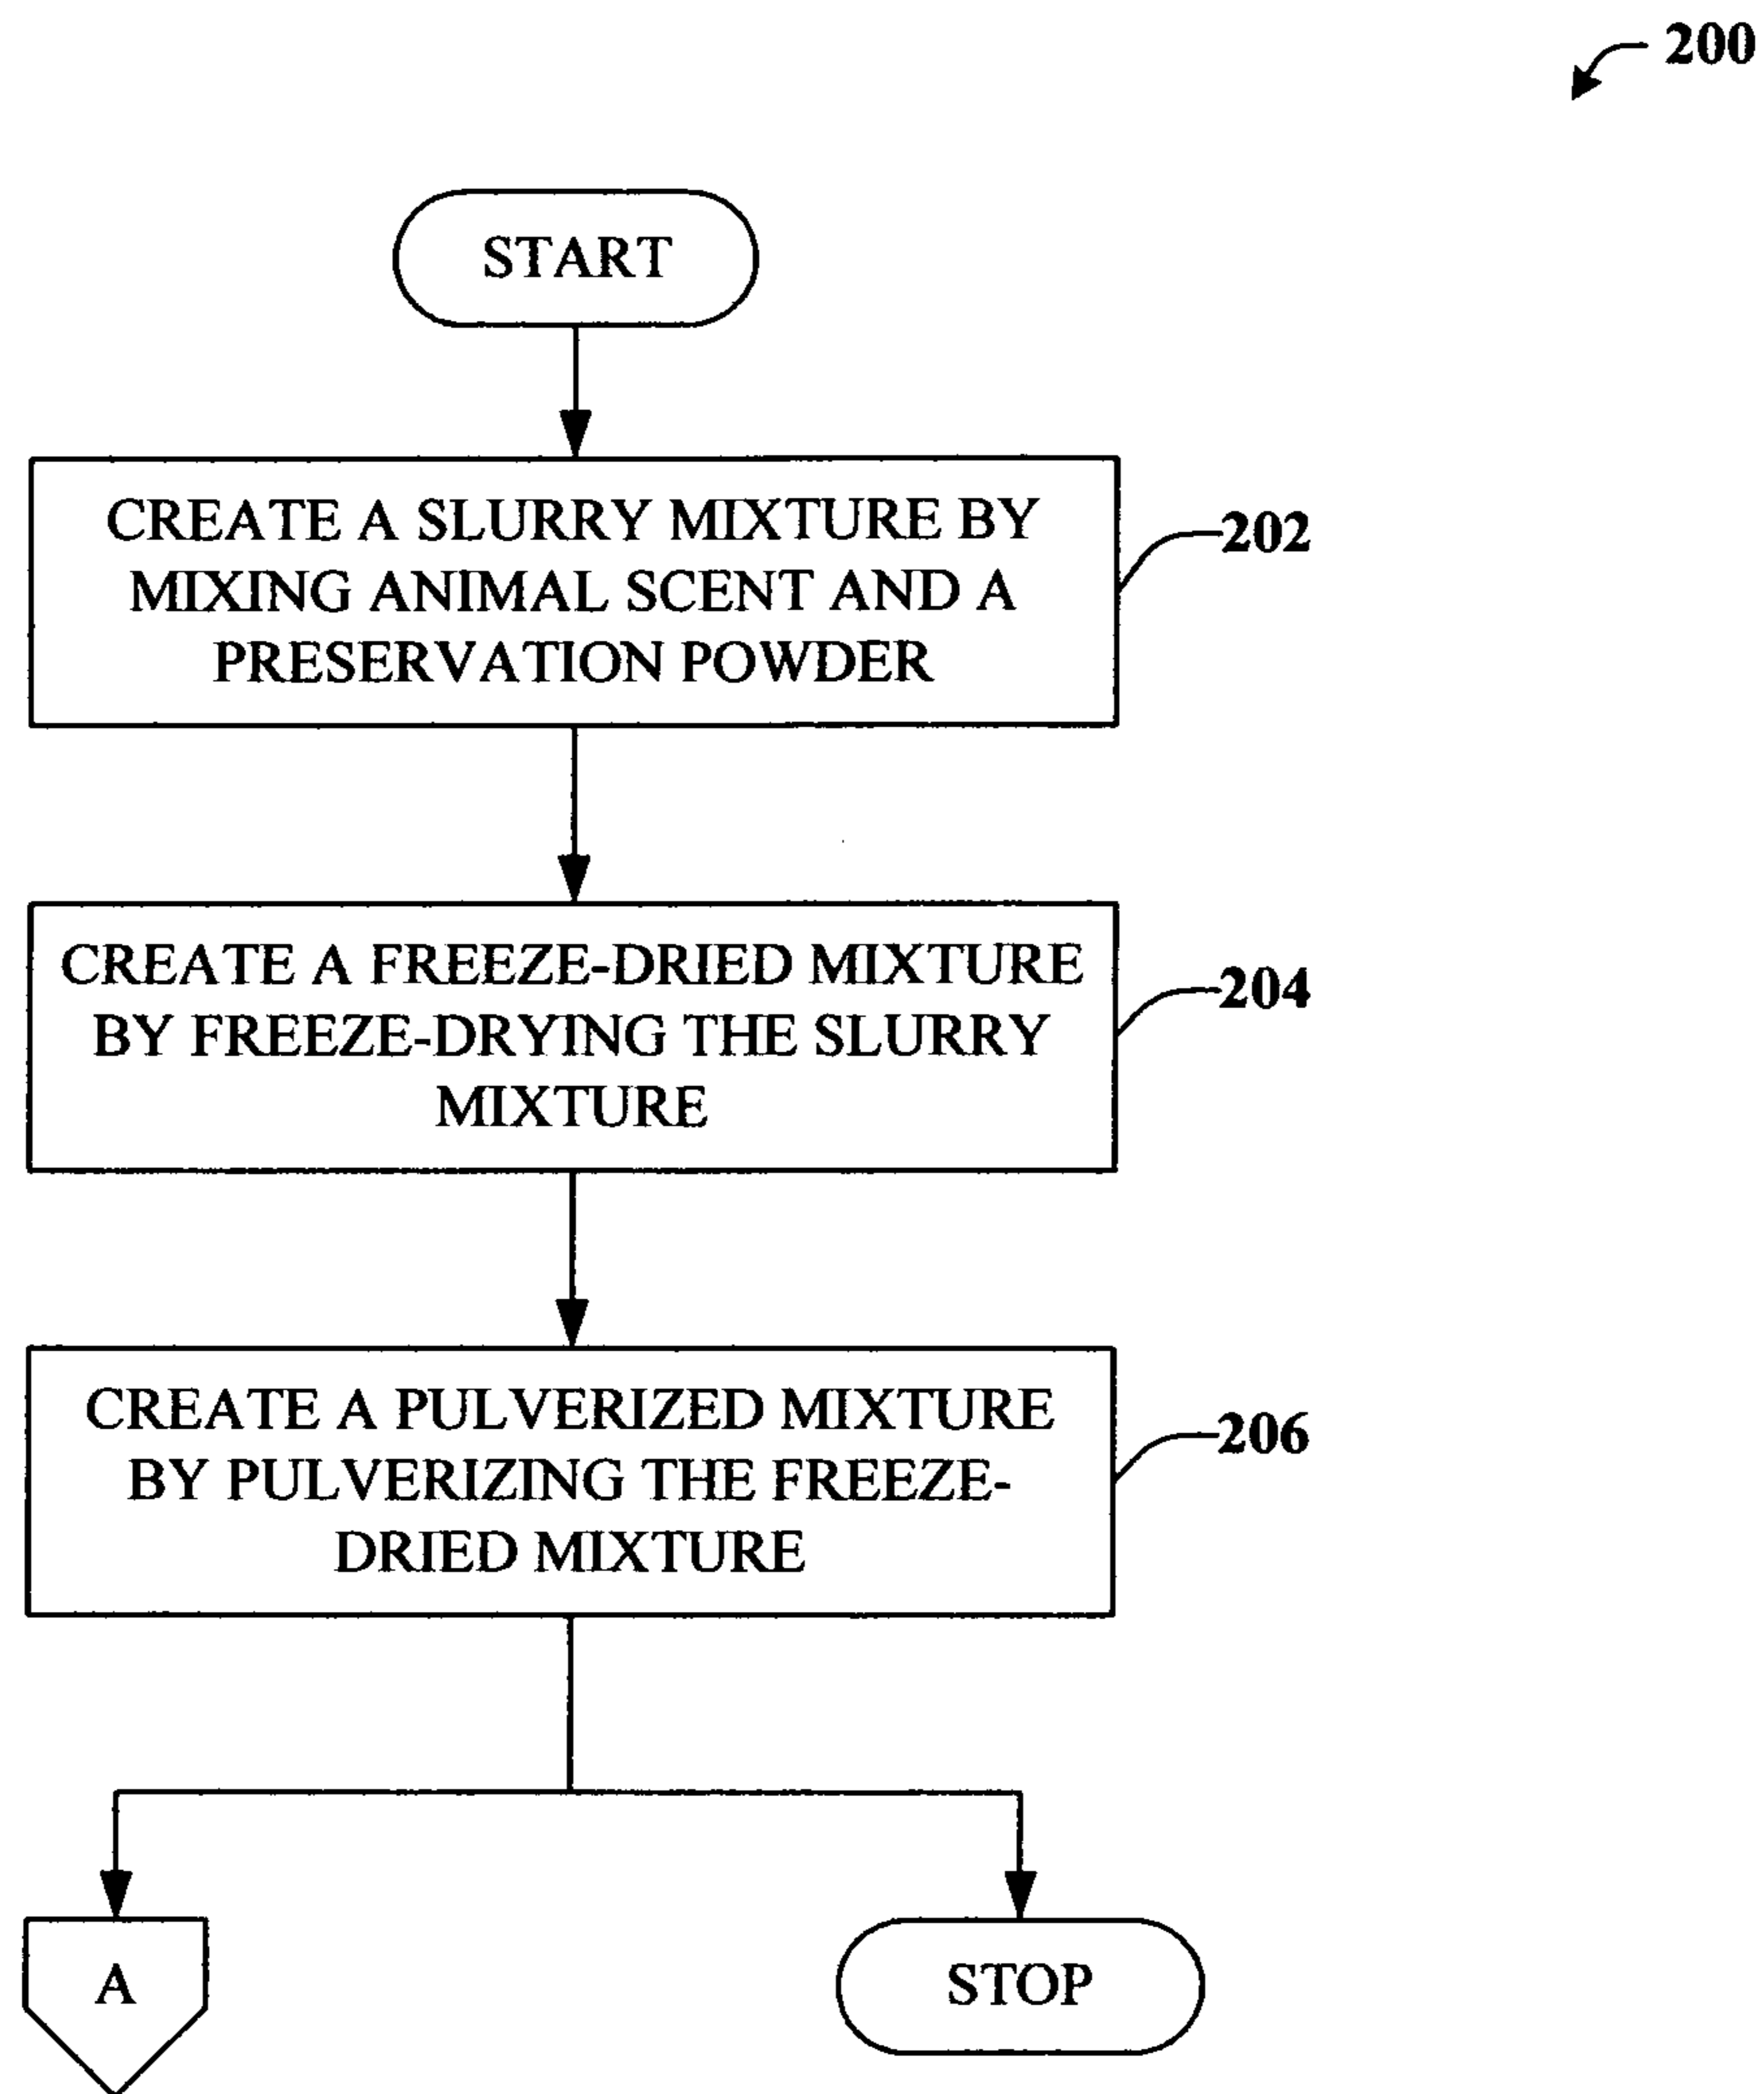 200
START
CREATE A SLURRY MIXTURE BY
MIXING ANIMAL SCENT AND A
PRESERVATION POWDER
202
CREATE A FREEZE-DRIED MIXTURE
BY FREEZE-DRYING THE SLURRY
MIXTURE
204
CREATE A PULVERIZED MIXTURE
BY PULVERIZING THE FREEZE-
DRIED MIXTURE
206
A
STOP